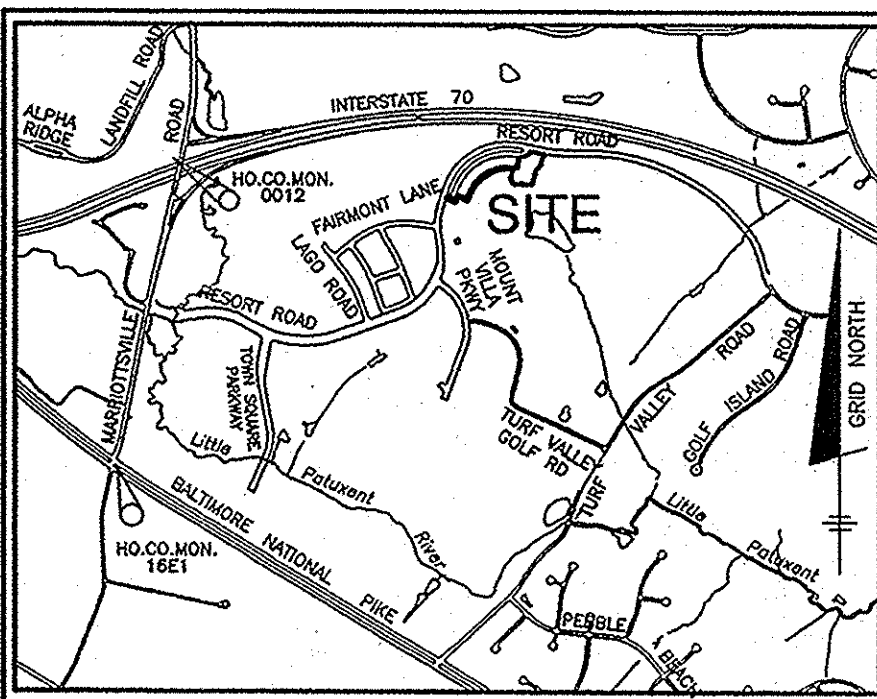 ALPHA
RIDGE
LANDFILL ROAD
ROAD
INTERSTATE 70
RESORT ROAD
HO.CO.MON.
0012
FAIRMONT LANE
SITE
LAGO ROAD
MOUNT
VILLA
PKWY
RESORT ROAD
MARRIOTTSVILLE
TOWN SQUARE
PARKWAY
ROAD
VALLEY
GOLF ISLAND ROAD
GRID NORTH
TURF VALLEY
GOLF RD
TURF
Little
Patuxent
River
Little
Patuxent
BALTIMORE NATIONAL
PIKE
HO.CO.MON.
16E1
PEBBLE
BEACH